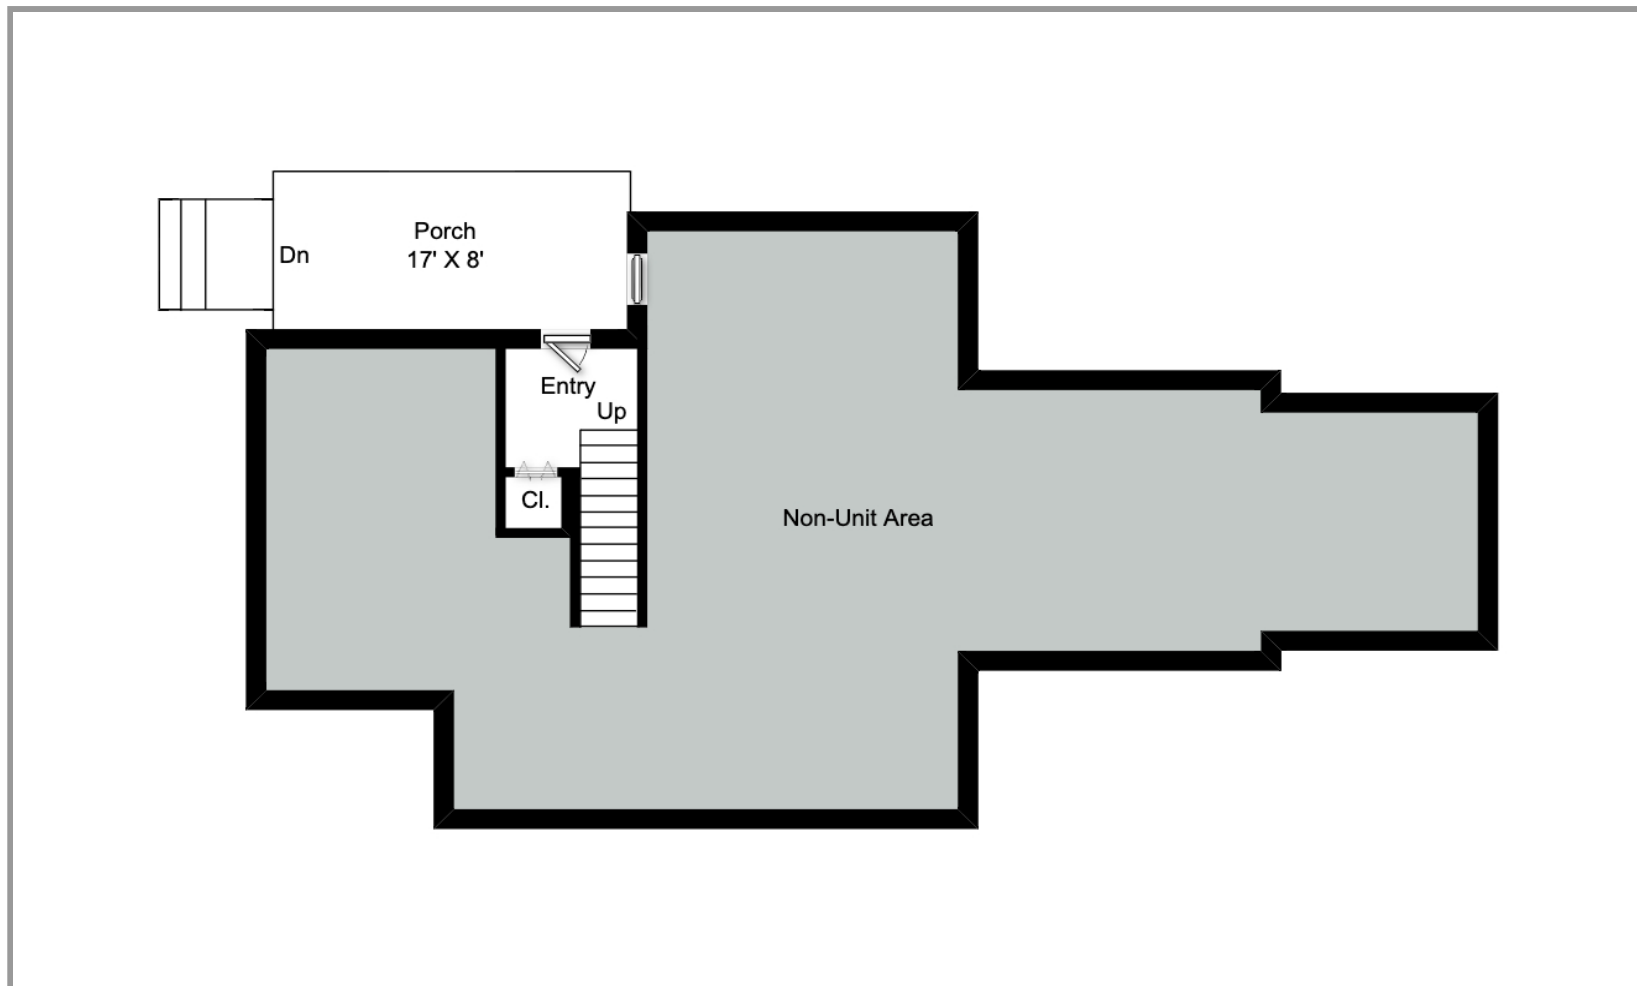 Porch
17' X 8'
Dn
Entry
Up
Cl.
Non-Unit Area